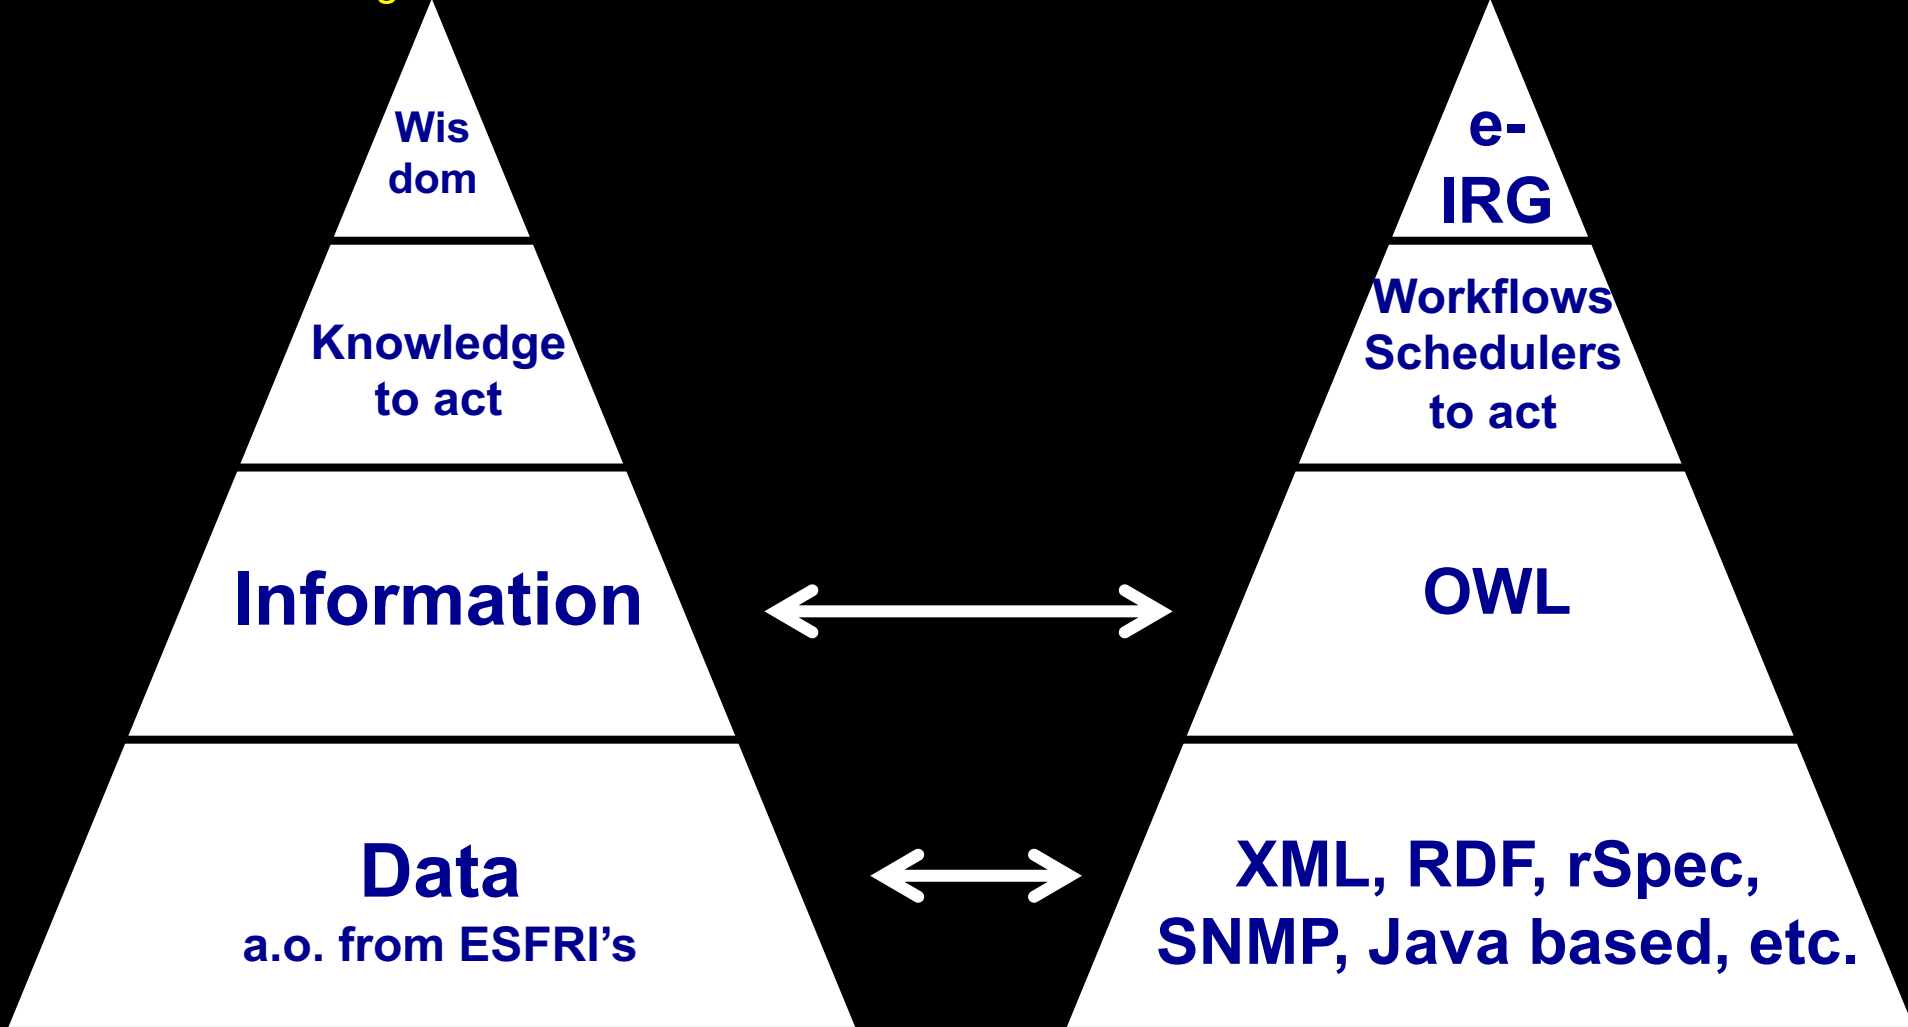 Wis
dom
Knowledge
to act
Information
Data
a.o. from ESFRI’s
e-
IRG
Workflows
Schedulers
to act
OWL
XML, RDF, rSpec,
SNMP, Java based, etc.